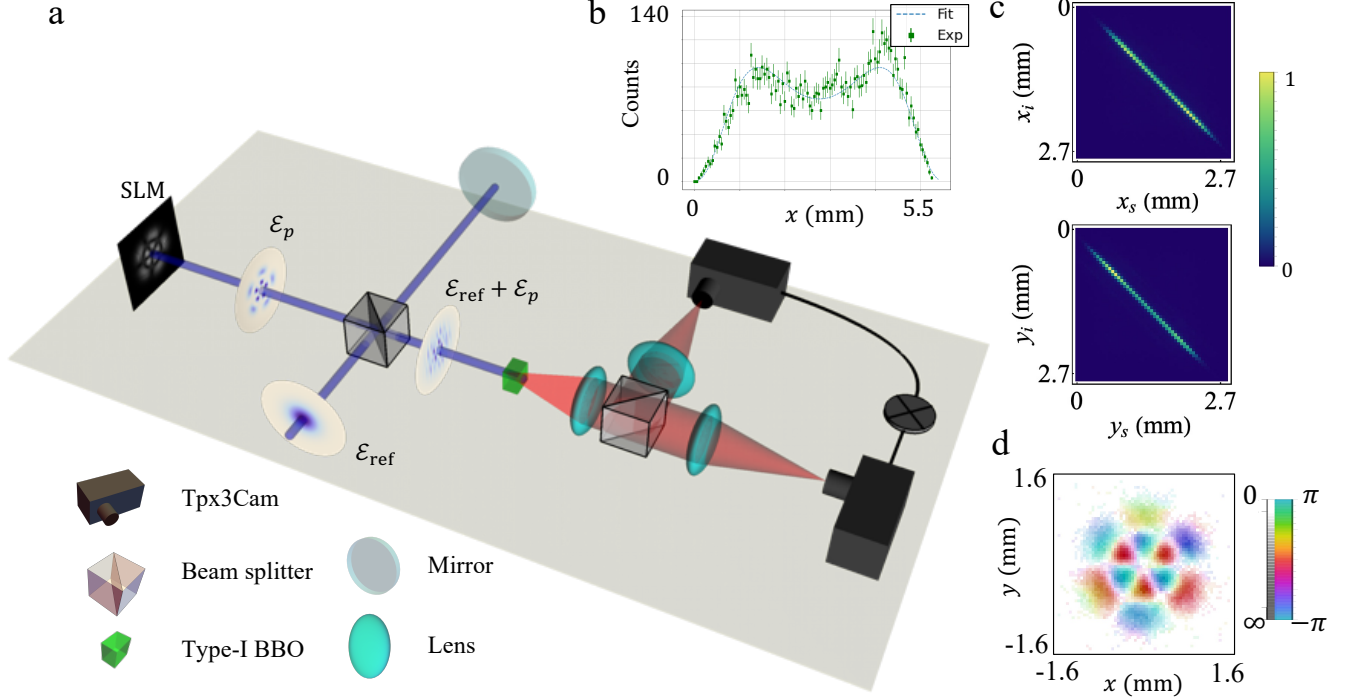 a
SLM
ℰ_p
ℰ_ref + ℰ_p
ℰ_ref
Tpx3Cam
Beam splitter
Type-I BBO
Mirror
Lens
b
140
Counts
0
Fit
Exp
0
5.5
x (mm)
c
0
x_i (mm)
2.7
0
2.7
x_s (mm)
1
0
0
y_i (mm)
2.7
0
2.7
y_s (mm)
d
1.6
y (mm)
-1.6
-1.6
1.6
x (mm)
0
π
∞
−π